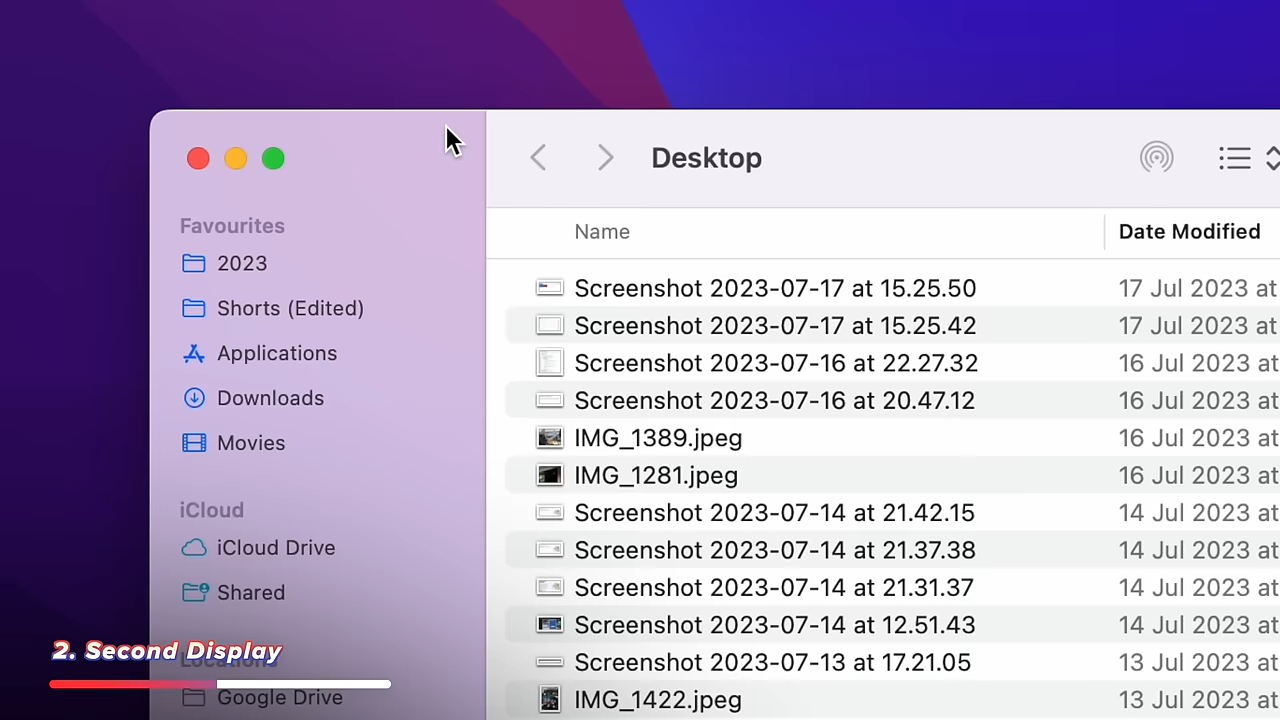 Desktop
Favourites
2023
Shorts (Edited)
Applications
Downloads
Movies
iCloud
iCloud Drive
Shared
Locations
Google Drive
Name Date Modified
Screenshot 2023-07-17 at 15.25.50 17 Jul 2023 at
Screenshot 2023-07-17 at 15.25.42 17 Jul 2023 at
Screenshot 2023-07-16 at 22.27.32 16 Jul 2023 at
Screenshot 2023-07-16 at 20.47.12 16 Jul 2023 at
IMG_1389.jpeg 16 Jul 2023 at
IMG_1281.jpeg 16 Jul 2023 at
Screenshot 2023-07-14 at 21.42.15 14 Jul 2023 at
Screenshot 2023-07-14 at 21.37.38 14 Jul 2023 at
Screenshot 2023-07-14 at 21.31.37 14 Jul 2023 at
Screenshot 2023-07-14 at 12.51.43 14 Jul 2023 at
Screenshot 2023-07-13 at 17.21.05 13 Jul 2023 at
IMG_1422.jpeg 13 Jul 2023 at
2. Second Display